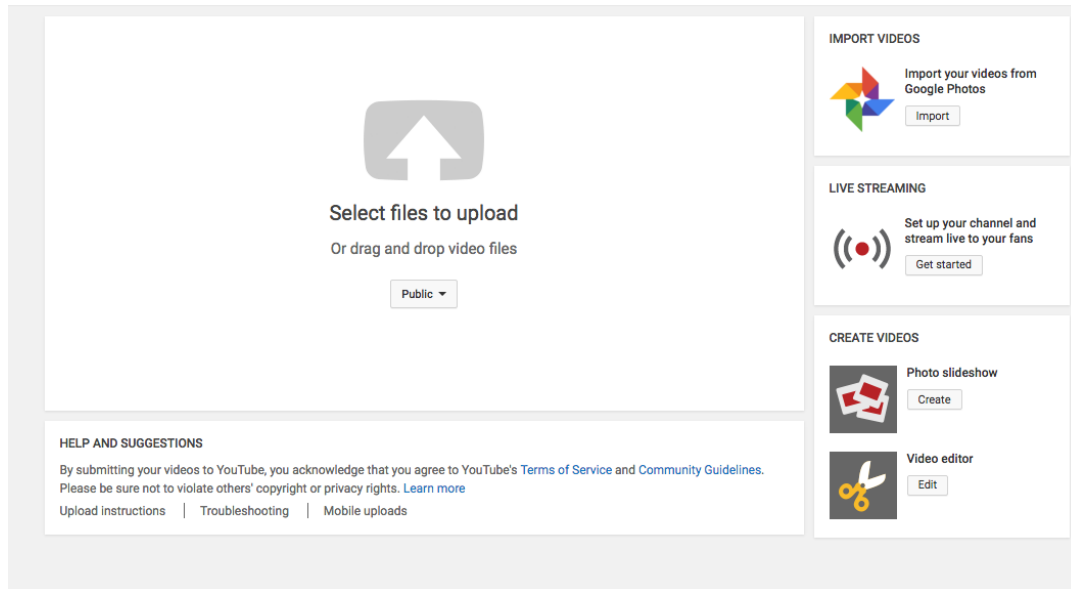 Select files to upload
Or drag and drop video files
Public
HELP AND SUGGESTIONS
By submitting your videos to YouTube, you acknowledge that you agree to YouTube's Terms of Service and Community Guidelines.
Please be sure not to violate others' copyright or privacy rights. Learn more
Upload instructions | Troubleshooting | Mobile uploads
IMPORT VIDEOS
Import your videos from
Google Photos
Import
LIVE STREAMING
Set up your channel and
stream live to your fans
Get started
CREATE VIDEOS
Photo slideshow
Create
Video editor
Edit